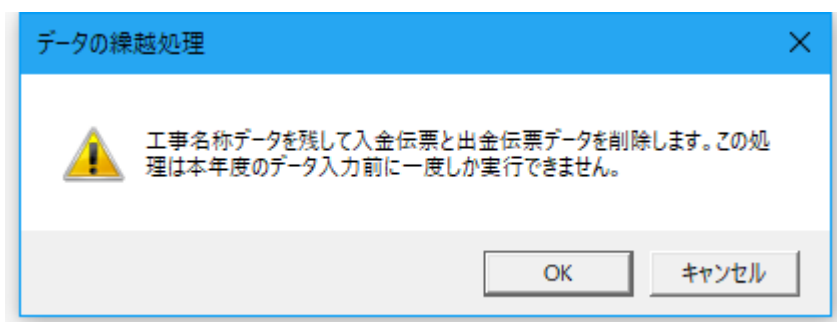 データの繰越処理
工事名称データを残して入金伝票と出金伝票データを削除します。この処
理は本年度のデータ入力前に一度しか実行できません。
OK
キャンセル